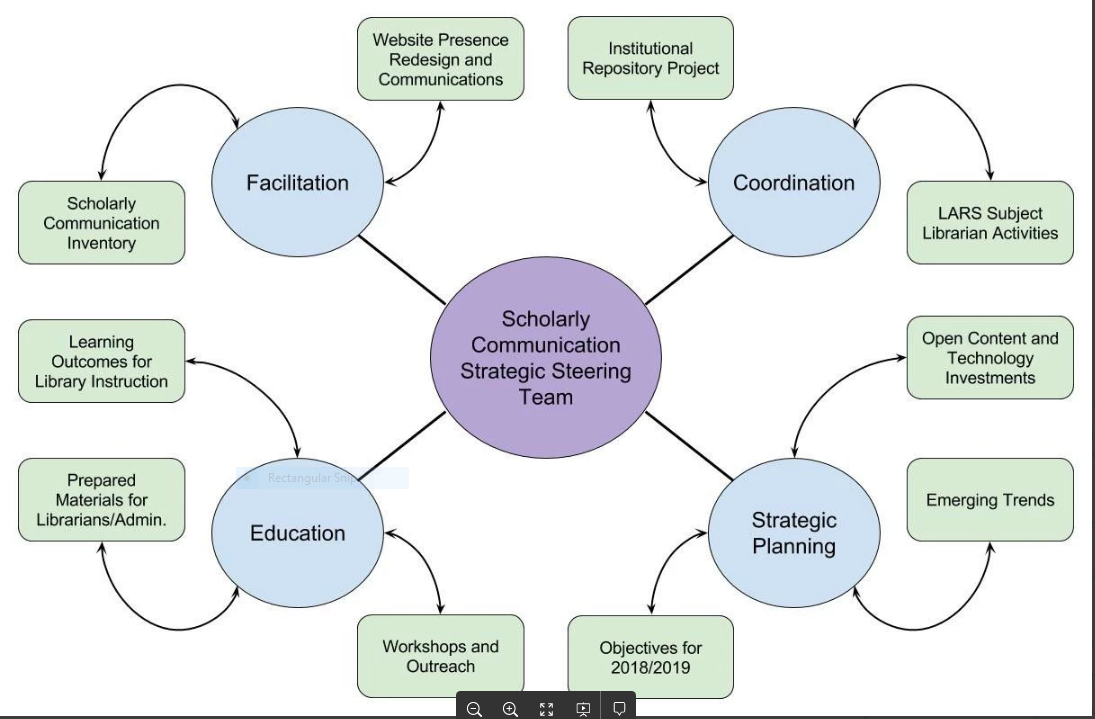 Website Presence
Redesign and
Communications
Institutional
Repository Project
Facilitation
Coordination
Scholarly
Communication
Inventory
LARS Subject
Librarian Activities
Scholarly
Communication
Strategic Steering
Team
Learning
Outcomes for
Library Instruction
Open Content and
Technology
Investments
Rectangular Snip
Prepared
Materials for
Librarians/Admin.
Education
Strategic
Planning
Emerging Trends
Workshops and
Outreach
Objectives for
2018/2019